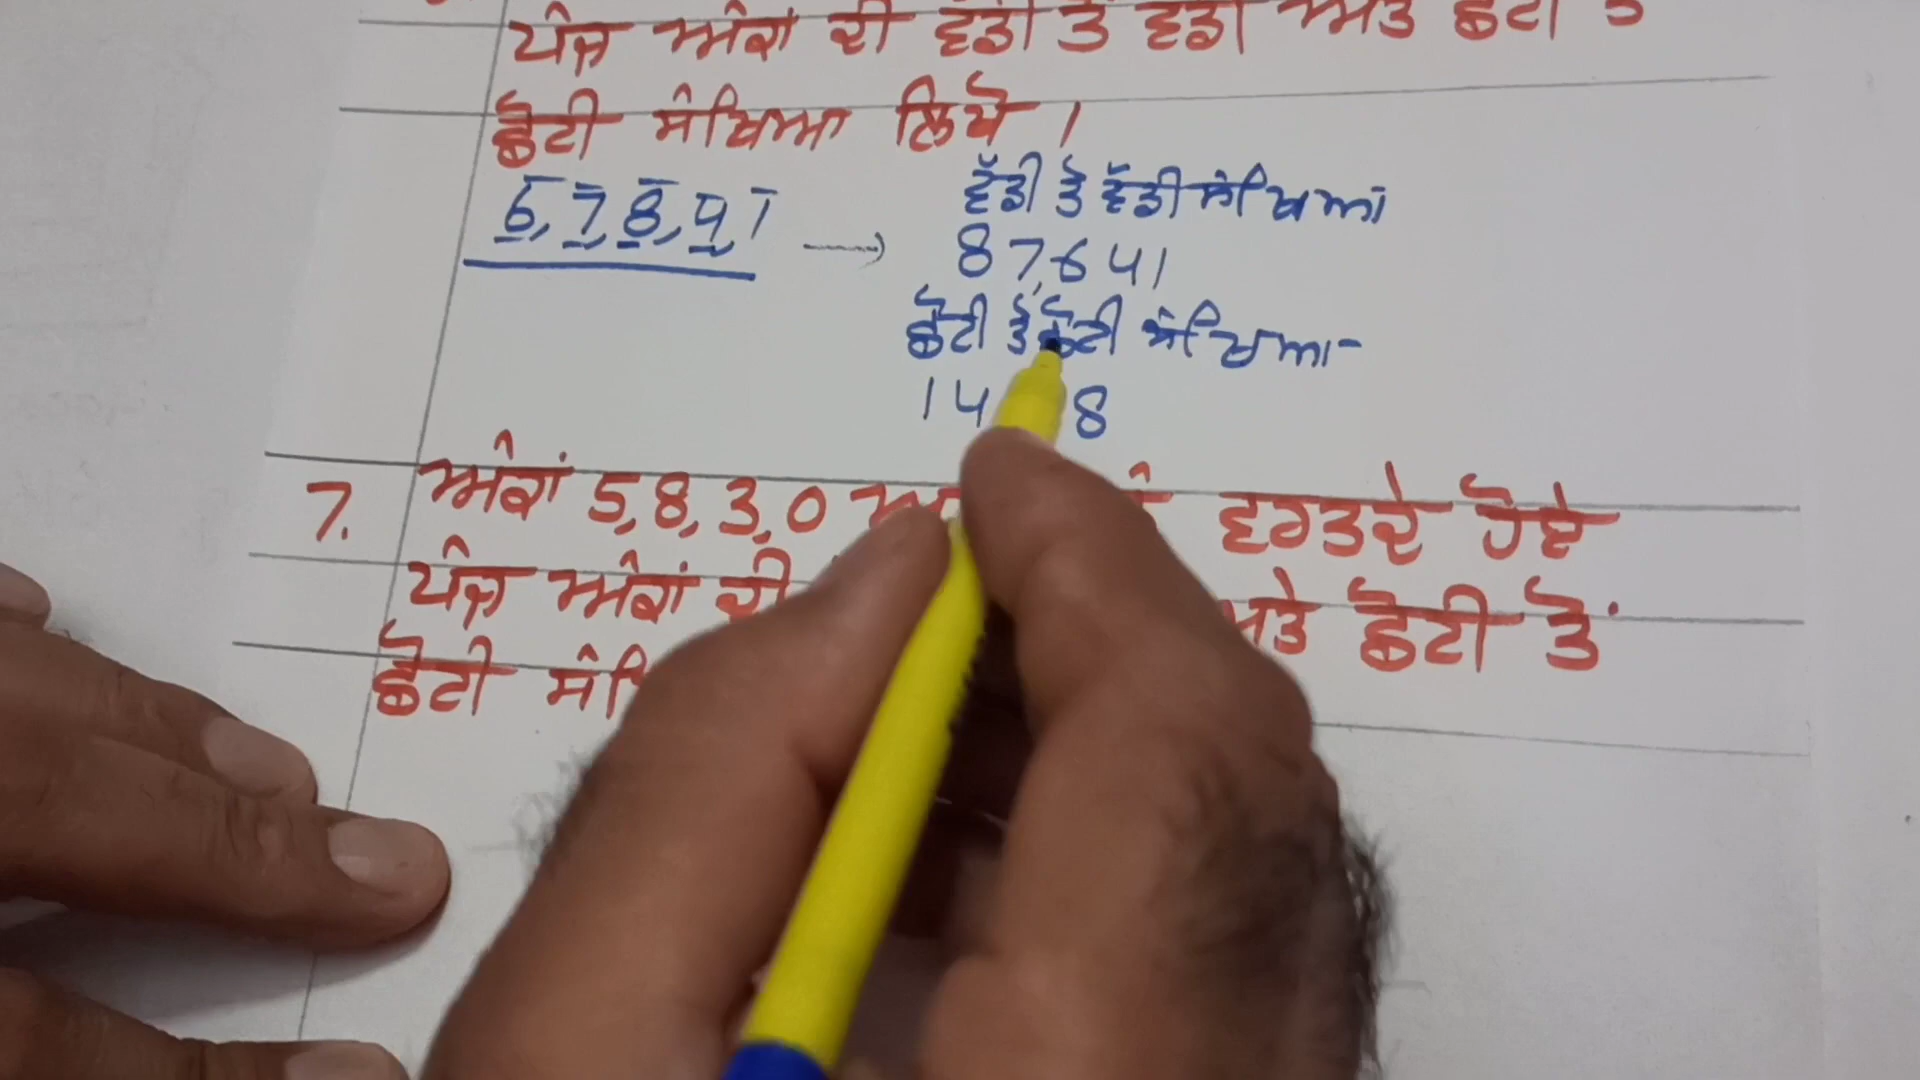 ਪੰਜ ਅੰਕਾਂ ਦੀ ਵੱਡੀ ਤੋਂ ਵੱਡੀ ਅਤੇ ਛੋਟੀ ਤੋਂ
ਛੋਟੀ ਸੰਖਿਆ ਲਿਖੋ ।
6, 7, 8, 4, 1 → ਵੱਡੀ ਤੋਂ ਵੱਡੀ ਸੰਖਿਆ
87,641
ਛੋਟੀ ਤੋਂ ਛੋਟੀ ਸੰਖਿਆ
14 8
7. ਅੰਕਾਂ 5,8,3,0 ਵਰਤਦੇ ਹੋਏ
ਪੰਜ ਅੰਕਾਂ ਦੀ ਅਤੇ ਛੋਟੀ ਤੋਂ
ਛੋਟੀ